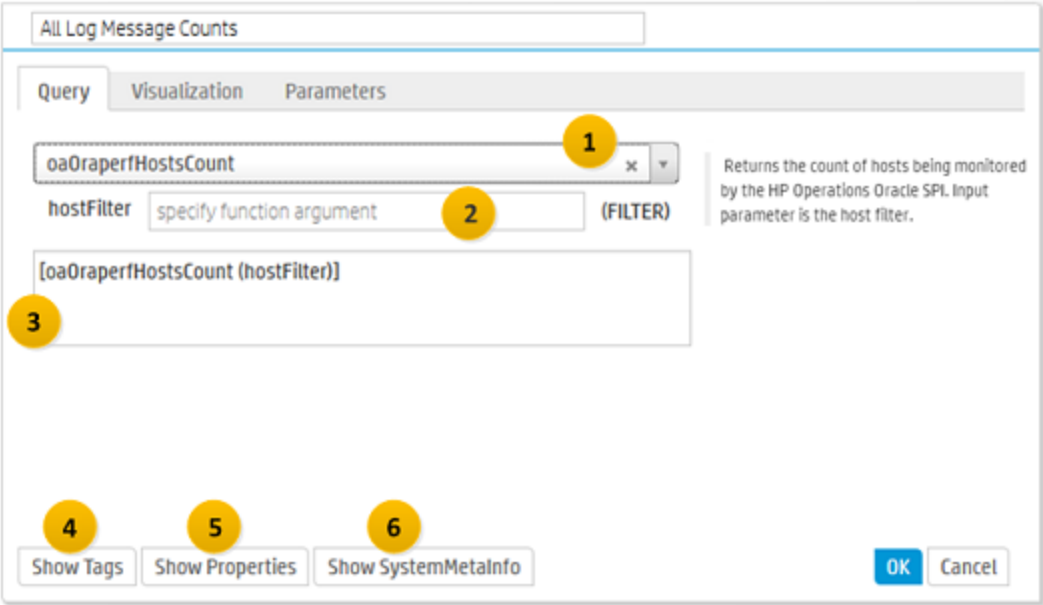 All Log Message Counts
Query Visualization Parameters
1
oaOraperfHostsCount × ▼
Returns the count of hosts being monitored
by the HP Operations Oracle SPI. Input
parameter is the host filter.
hostFilter specify function argument 2 (FILTER)
[oaOraperfHostsCount (hostFilter)]
3
4 5 6
Show Tags Show Properties Show SystemMetaInfo OK Cancel